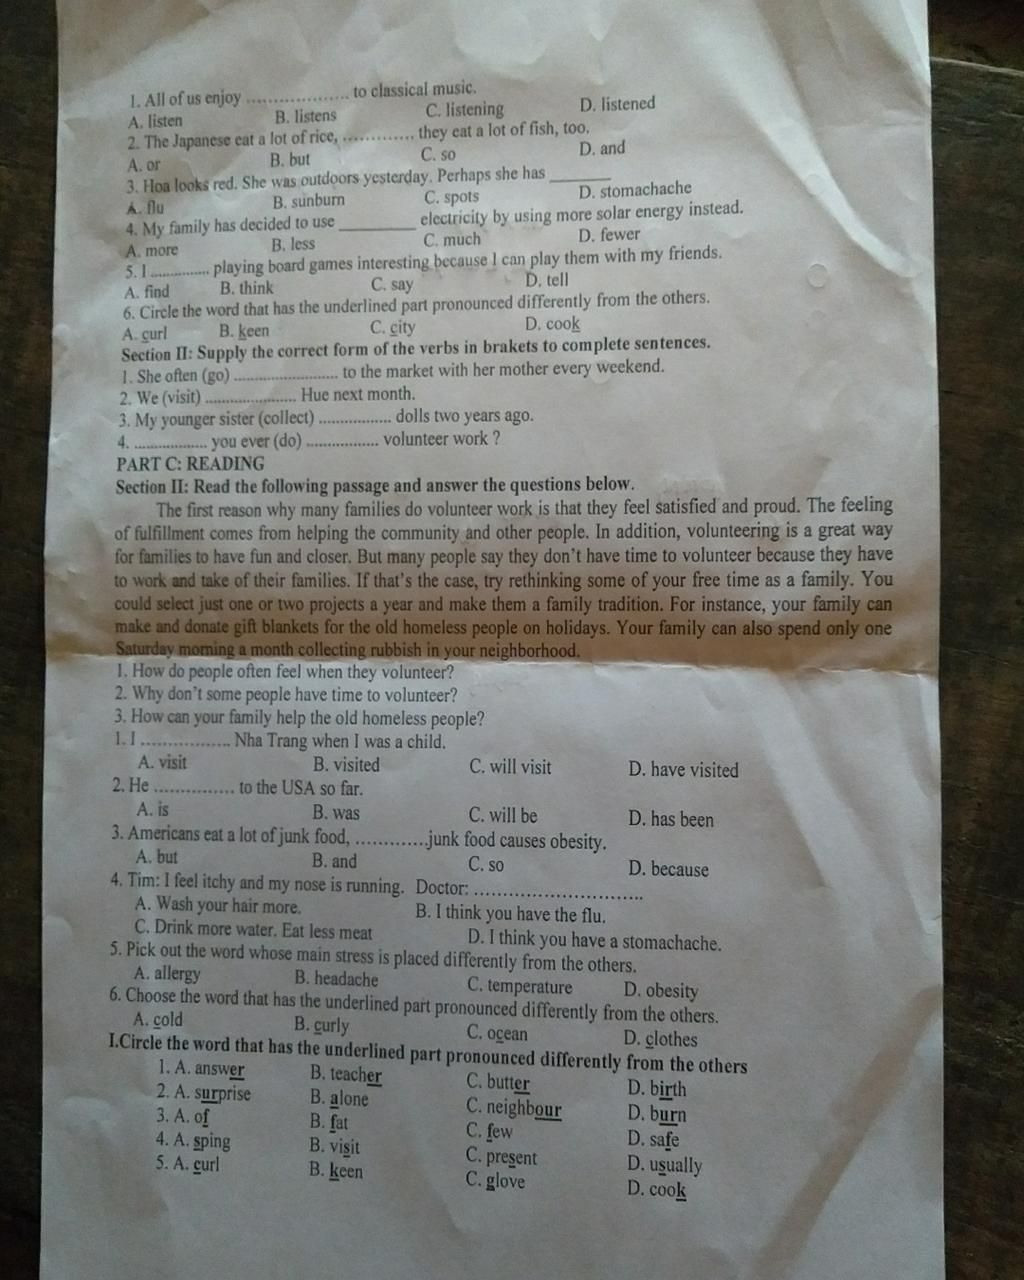 1. All of us enjoy .................. to classical music.
A. listen B. listens C. listening D. listened
2. The Japanese eat a lot of rice, ............. they eat a lot of fish, too.
A. or B. but C. so D. and
3. Hoa looks red. She was outdoors yesterday. Perhaps she has ________
A. flu B. sunburn C. spots D. stomachache
4. My family has decided to use __________ electricity by using more solar energy instead.
A. more B. less C. much D. fewer
5. I .............. playing board games interesting because I can play them with my friends.
A. find B. think C. say D. tell
6. Circle the word that has the underlined part pronounced differently from the others.
A. curl B. keen C. city D. cook
Section II: Supply the correct form of the verbs in brakets to complete sentences.
1. She often (go) ........................ to the market with her mother every weekend.
2. We (visit) ..................... Hue next month.
3. My younger sister (collect) ................. dolls two years ago.
4. ................. you ever (do) ................. volunteer work ?
PART C: READING
Section II: Read the following passage and answer the questions below.
The first reason why many families do volunteer work is that they feel satisfied and proud. The feeling
of fulfillment comes from helping the community and other people. In addition, volunteering is a great way
for families to have fun and closer. But many people say they don't have time to volunteer because they have
to work and take of their families. If that's the case, try rethinking some of your free time as a family. You
could select just one or two projects a year and make them a family tradition. For instance, your family can
make and donate gift blankets for the old homeless people on holidays. Your family can also spend only one
Saturday morning a month collecting rubbish in your neighborhood.
1. How do people often feel when they volunteer?
2. Why don't some people have time to volunteer?
3. How can your family help the old homeless people?
1. I ................ Nha Trang when I was a child.
A. visit B. visited C. will visit D. have visited
2. He .............. to the USA so far.
A. is B. was C. will be D. has been
3. Americans eat a lot of junk food, ............junk food causes obesity.
A. but B. and C. so D. because
4. Tim: I feel itchy and my nose is running. Doctor: ..............................
A. Wash your hair more. B. I think you have the flu.
C. Drink more water. Eat less meat D. I think you have a stomachache.
5. Pick out the word whose main stress is placed differently from the others.
A. allergy B. headache C. temperature D. obesity
6. Choose the word that has the underlined part pronounced differently from the others.
A. cold B. curly C. ocean D. clothes
I.Circle the word that has the underlined part pronounced differently from the others
1. A. answer B. teacher C. butter D. birth
2. A. surprise B. alone C. neighbour D. burn
3. A. of B. fat C. few D. safe
4. A. sping B. visit C. present D. usually
5. A. curl B. keen C. glove D. cook